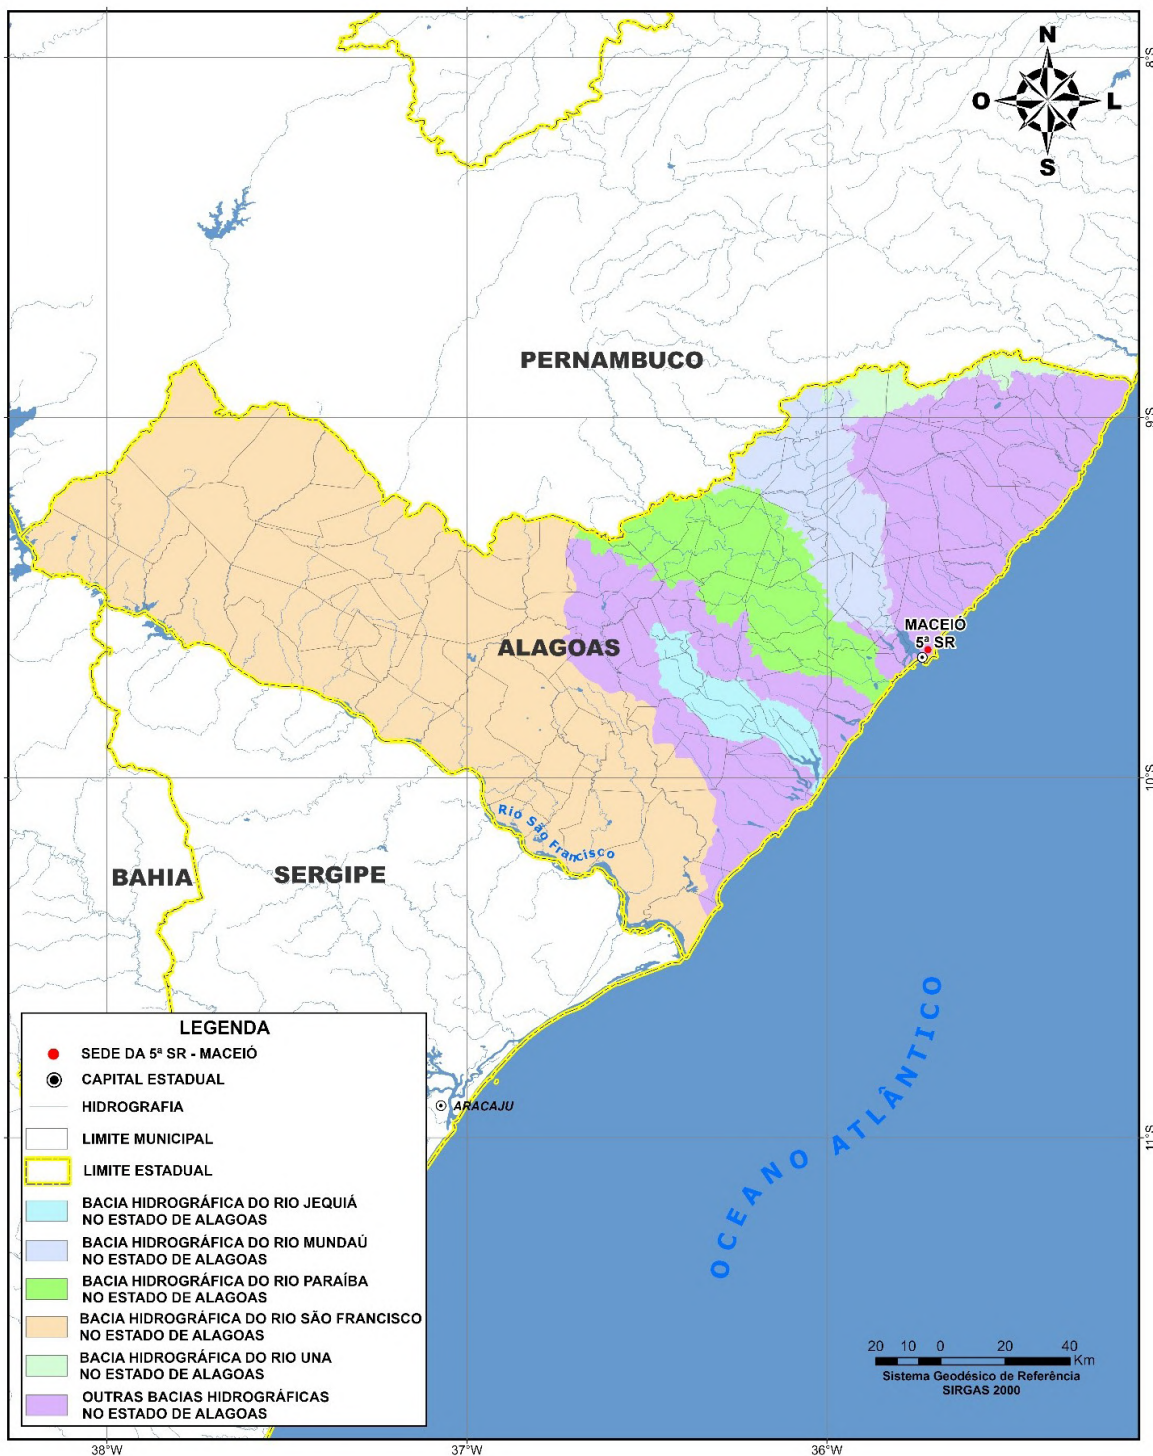 N
O
L
S
8°S
PERNAMBUCO
9°S
MACEIÓ
5ª SR
ALAGOAS
10°S
Rio São Francisco
BAHIA
SERGIPE
OCEANO ATLÂNTICO
ARACAJU
11°S
LEGENDA
SEDE DA 5ª SR - MACEIÓ
CAPITAL ESTADUAL
HIDROGRAFIA
LIMITE MUNICIPAL
LIMITE ESTADUAL
BACIA HIDROGRÁFICA DO RIO JEQUIÁ
NO ESTADO DE ALAGOAS
BACIA HIDROGRÁFICA DO RIO MUNDAÚ
NO ESTADO DE ALAGOAS
BACIA HIDROGRÁFICA DO RIO PARAÍBA
NO ESTADO DE ALAGOAS
BACIA HIDROGRÁFICA DO RIO SÃO FRANCISCO
NO ESTADO DE ALAGOAS
BACIA HIDROGRÁFICA DO RIO UNA
NO ESTADO DE ALAGOAS
OUTRAS BACIAS HIDROGRÁFICAS
NO ESTADO DE ALAGOAS
20 10 0 20 40
Km
Sistema Geodésico de Referência
SIRGAS 2000
38°W 37°W 36°W